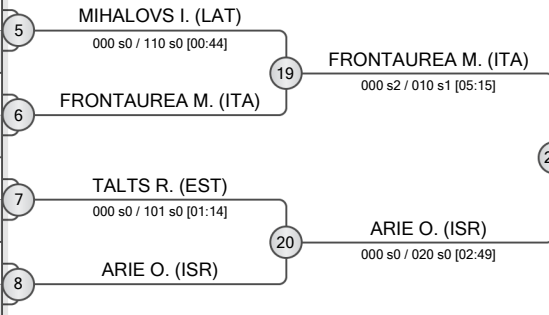 MIHALOVS I. (LAT)
5
000 s0 / 110 s0 [00:44]
19
FRONTAUREA M. (ITA)
000 s2 / 010 s1 [05:15]
FRONTAUREA M. (ITA)
6
TALTS R. (EST)
7
000 s0 / 101 s0 [01:14]
20
ARIE O. (ISR)
000 s0 / 020 s0 [02:49]
ARIE O. (ISR)
8